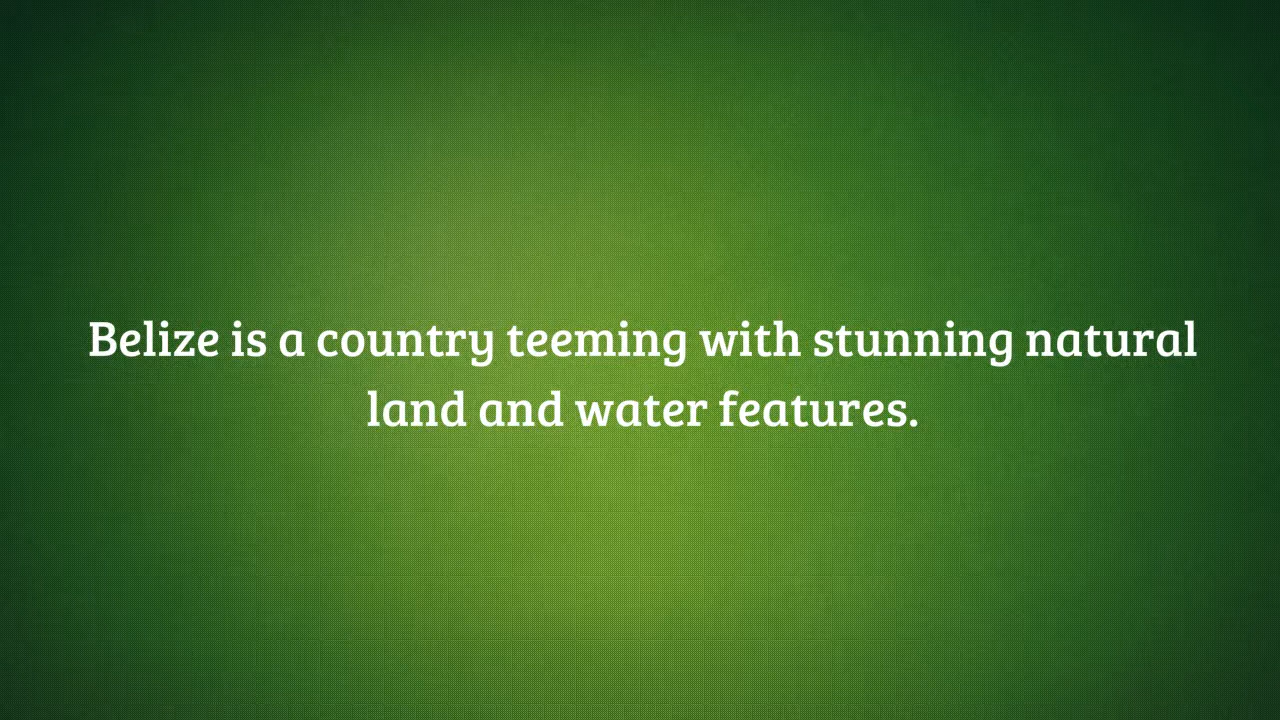 Belize is a country teeming with stunning natural
land and water features.